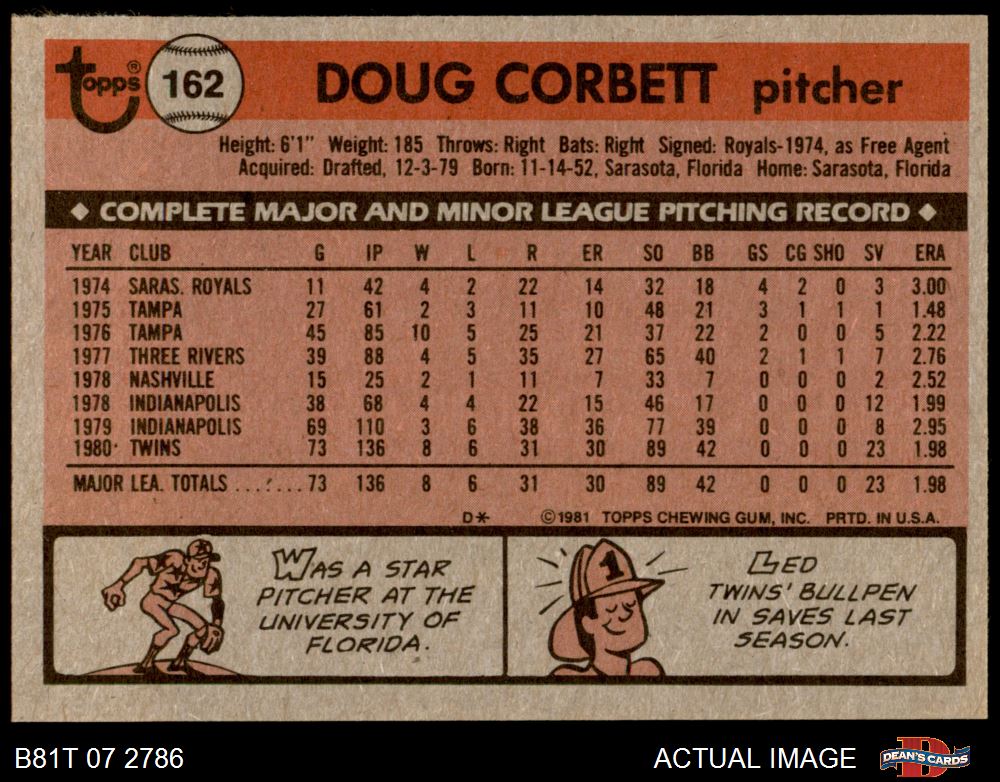 Topps®
162
DOUG CORBETT pitcher
Height: 6'1" Weight: 185 Throws: Right Bats: Right Signed: Royals-1974, as Free Agent
Acquired: Drafted, 12-3-79 Born: 11-14-52, Sarasota, Florida Home: Sarasota, Florida
◆ COMPLETE MAJOR AND MINOR LEAGUE PITCHING RECORD ◆
YEAR CLUB G IP W L R ER SO BB GS CG SHO SV ERA
1974 SARAS. ROYALS 11 42 4 2 22 14 32 18 4 2 0 3 3.00
1975 TAMPA 27 61 2 3 11 10 48 21 3 1 1 1 1.48
1976 TAMPA 45 85 10 5 25 21 37 22 2 0 0 5 2.22
1977 THREE RIVERS 39 88 4 5 35 27 65 40 2 1 1 7 2.76
1978 NASHVILLE 15 25 2 1 11 7 33 7 0 0 0 2 2.52
1978 INDIANAPOLIS 38 68 4 4 22 15 46 17 0 0 0 12 1.99
1979 INDIANAPOLIS 69 110 3 6 38 36 77 39 0 0 0 8 2.95
1980 TWINS 73 136 8 6 31 30 89 42 0 0 0 23 1.98
MAJOR LEA. TOTALS ........ 73 136 8 6 31 30 89 42 0 0 0 23 1.98
D* ©1981 TOPPS CHEWING GUM, INC. PRTD. IN U.S.A.
WAS A STAR
PITCHER AT THE
UNIVERSITY OF
FLORIDA.
1
LED
TWINS' BULLPEN
IN SAVES LAST
SEASON.
B81T 07 2786 ACTUAL IMAGE
D
DEAN'S CARDS